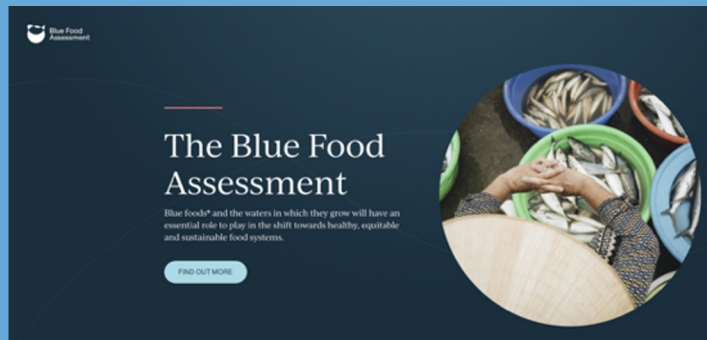 Blue Food
Assessment
The Blue Food
Assessment
Blue foods* and the waters in which they grow will have an
essential role to play in the shift towards healthy, equitable
and sustainable food systems.
FIND OUT MORE